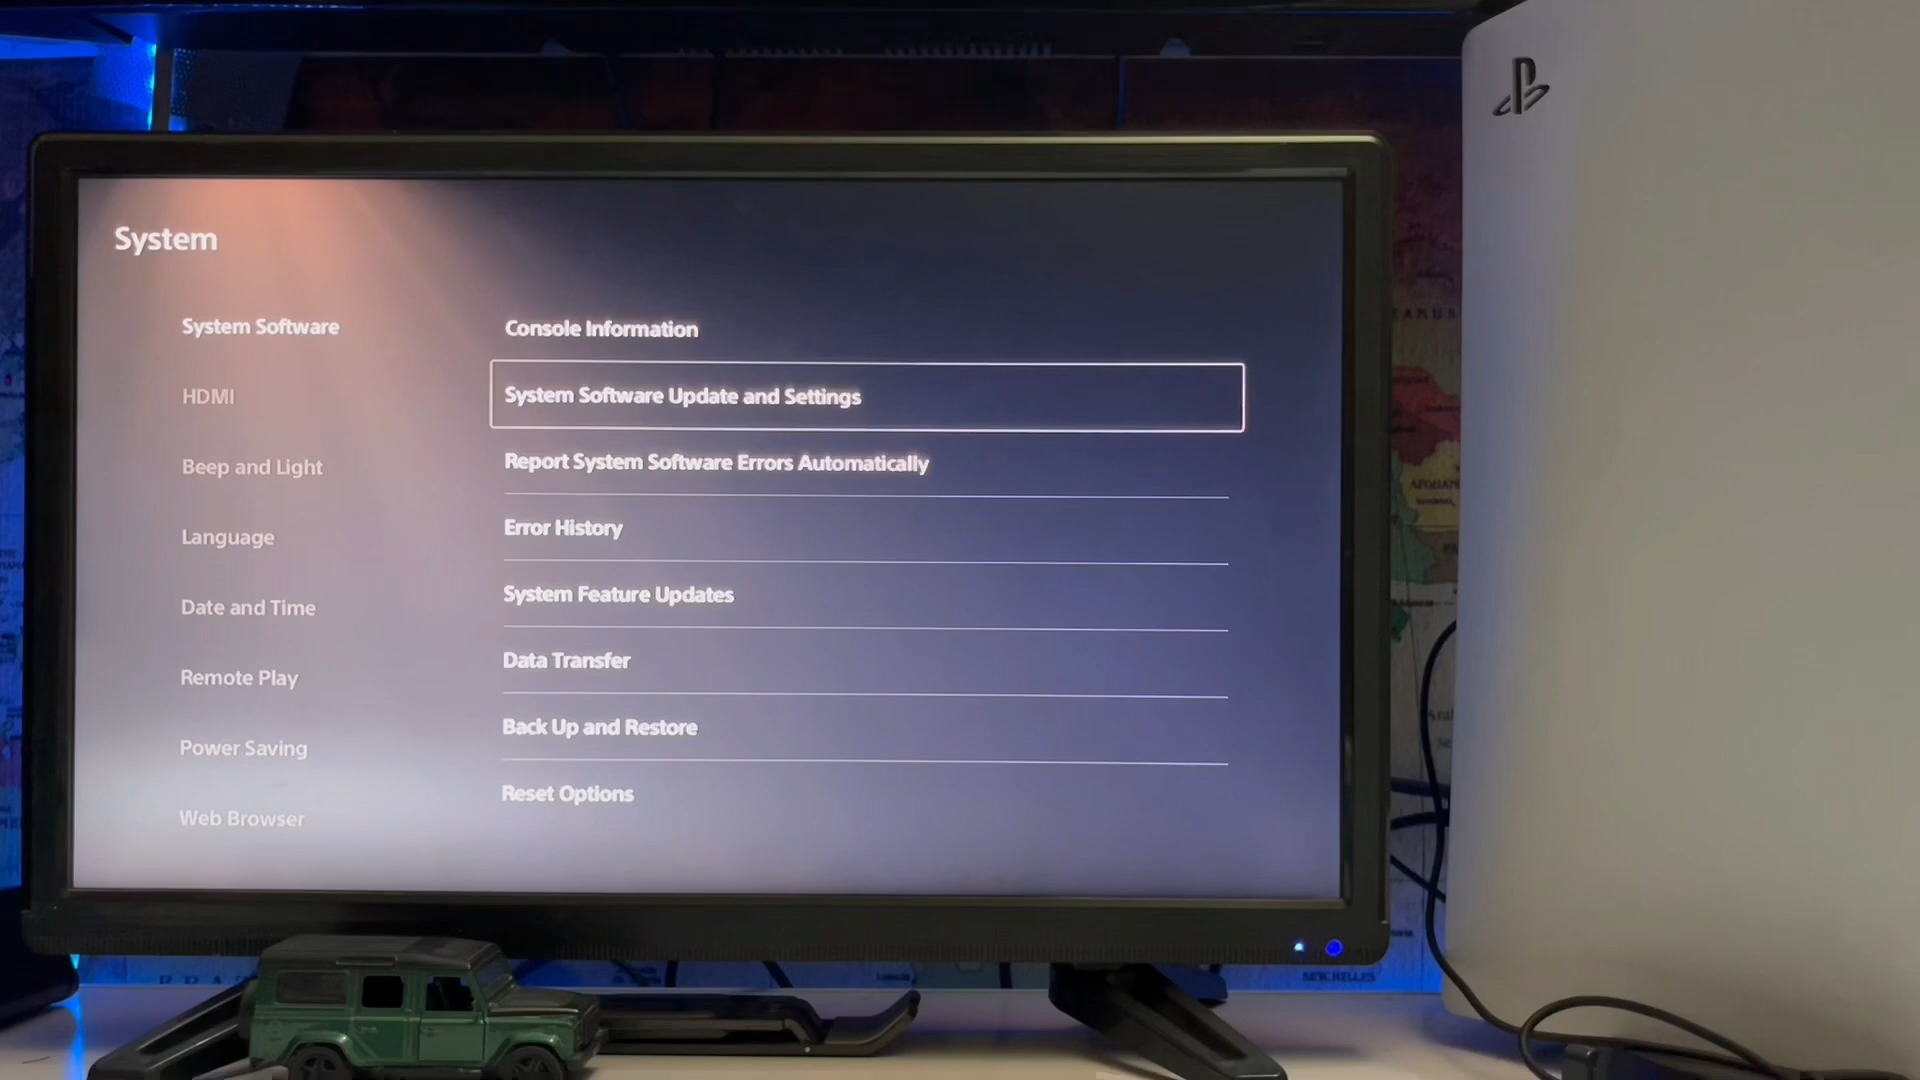 System
System Software
HDMI
Beep and Light
Language
Date and Time
Remote Play
Power Saving
Web Browser
Console Information
System Software Update and Settings
Report System Software Errors Automatically
Error History
System Feature Updates
Data Transfer
Back Up and Restore
Reset Options
SEYCHELLES